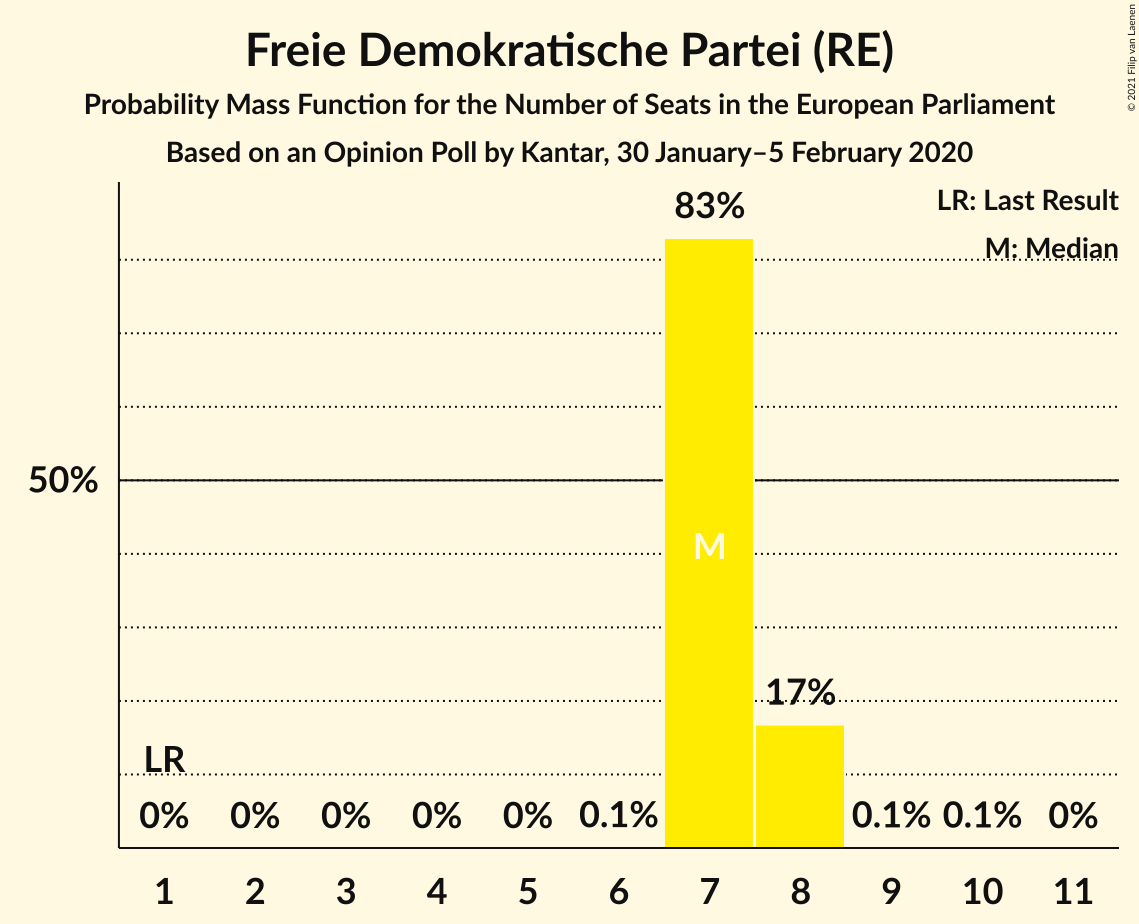 Freie Demokratische Partei (RE)
Probability Mass Function for the Number of Seats in the European Parliament
Based on an Opinion Poll by Kantar, 30 January–5 February 2020
© 2021 Filip van Laenen
LR: Last Result
M: Median
83%
50%
M
17%
LR
0% 0% 0% 0% 0% 0.1% 0.1% 0.1% 0%
1 2 3 4 5 6 7 8 9 10 11